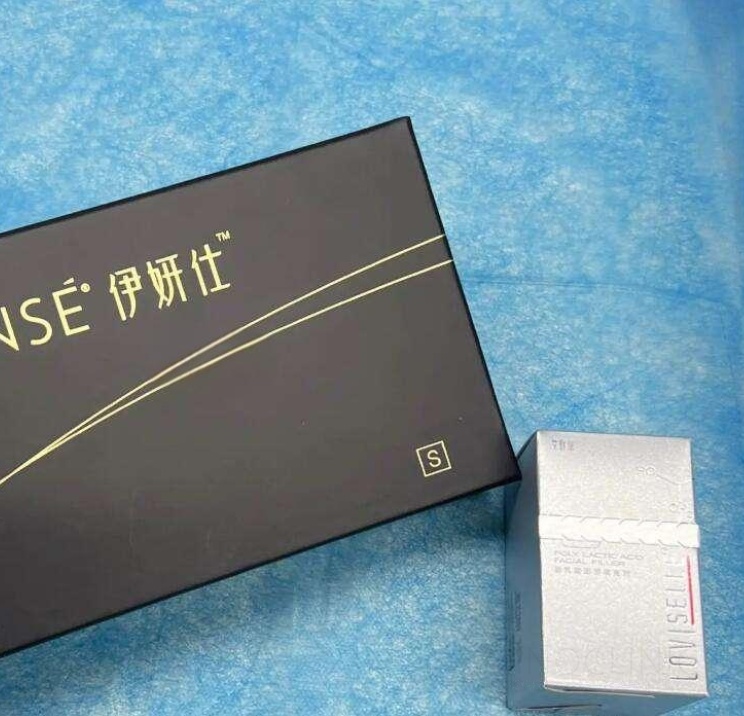 NSÉ® 伊妍仕™
S
POLY LACTIC ACID
FACIAL FILLER
LOVISELLE